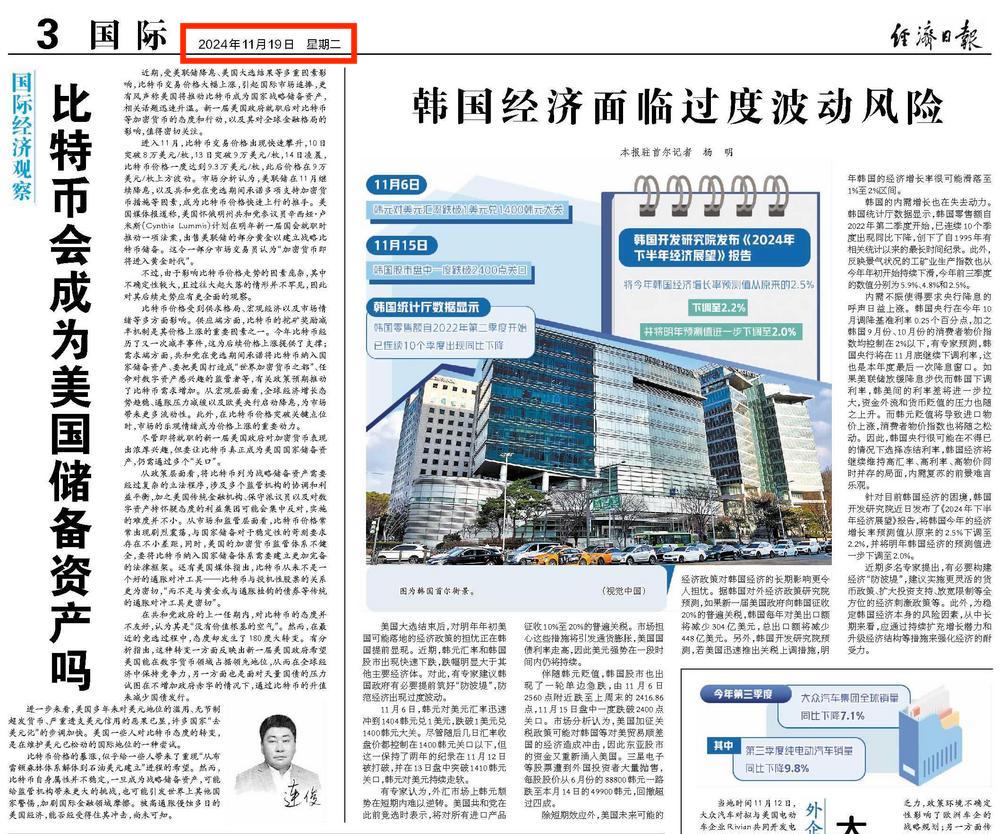 3 国际
2024年11月19日 星期二
经济日报
国际经济观察
比特币会成为美国储备资产吗
近期,受美联储降息、美国大选结果等多重因素影
响,比特币交易价格大幅上涨,引起国际市场追捧,更
有风声称美国将推动比特币成为国家战略储备资产,
相关话题迅速升温。新一届美国政府就职后对比特币
等加密货币的态度和行动,以及其对全球金融格局的
影响,值得密切关注。
进入11月,比特币交易价格出现快速攀升,10日
突破8万美元/枚,13日突破9万美元/枚,14日凌晨,
比特币价格一度达到9.3万美元/枚,此后价格在9万
美元/枚上方波动。市场分析认为,美联储在11月继
续降息,以及共和党在竞选期间承诺多项支持加密货
币措施等因素,成为比特币价格快速上行的推手。美
国媒体报道称,美国怀俄明州共和党参议员辛西娅·卢
米斯(Cynthia Lummis)计划在明年新一届国会就职时
推动一项法案,出售美联储的部分黄金以建立战略比
特币储备。这令一部分市场交易员认为“加密货币即
将进入黄金时代”。
不过,由于影响比特币价格走势的因素庞杂,其中
不确定性较大,且过往大起大落的情形并不罕见,因此
对其后续走势应有更全面的观察。
比特币价格受到供求格局、宏观经济以及市场情
绪等多方面影响。供应端方面,比特币的挖矿奖励减
半机制是其价格上涨的重要因素之一。今年比特币经
历了又一次减半事件,这为后续价格上涨提供了支撑;
需求端方面,共和党在竞选期间承诺将比特币纳入国
家储备资产、要把美国打造成“世界加密货币之都”、任
命对数字资产感兴趣的监管者等,有关政策预期推动
了比特币需求增加。从宏观层面看,全球经济增长态
势趋稳、通胀压力减缓以及欧美央行启动降息,为市场
带来更多流动性。此外,在比特币价格突破关键点位
时,市场的乐观情绪成为价格上涨的重要动力。
尽管即将就职的新一届美国政府对加密货币表现
出浓厚兴趣,但要让比特币真正成为美国国家储备资
产,仍需通过多个“关口”。
从政策层面看,将比特币列为战略储备资产需要
经过复杂的立法程序,涉及多个监管机构的协调和利
益平衡,加之美国传统金融机构、保守派议员以及对数
字资产持怀疑态度的利益集团可能会集中反对,实施
的难度并不小。从市场和监管层面看,比特币价格常
常出现剧烈震荡,与国家储备对于稳定性的苛刻要求
存在不小差距,同时,美国的加密货币监管体系不健
全,要将比特币纳入国家储备体系需要建立更加完备
的法律框架。还有美国媒体指出,比特币从来不是一
个好的通胀对冲工具——比特币与投机性股票的关系
更为密切,“而不是与黄金或与通胀挂钩的债券等传统
的通胀对冲工具更密切”。
在共和党政府的上一任期内,对比特币的态度并
不友好,认为其是“没有价值根基的空气”。然而,在最
近的竞选过程中,态度却发生了180度大转变。有分
析指出,这种转变一方面反映出新一届美国政府希望
美国能在数字货币领域占据领先地位,从而在全球经
济中保持竞争力,另一方面也是面对大量国债的压力
试图在不增加政府赤字的情况下,通过比特币的升值
来减少国债发行。
进一步来看,美国多年来对美元地位的滥用、无节制
超发货币、严重透支美元信用的恶果已显,许多国家“去
美元化”的步调加快。美国一些人对比特币态度的转变,
是在维护美元已松动的国际地位的一种尝试。
比特币价格的暴涨,似乎给一些人带来了重现“从布
雷顿森林体系解体到石油美元建立”进程的希望。然而,
比特币自身属性并不稳定,一旦成为战略储备资产,可能
给监管机构带来更大的挑战,也可能引发世界上其他国
家警惕,加剧国际金融领域摩擦。被高通胀侵蚀多日的
美国经济,能否经受得住其冲击,尚未可知。
连俊
韩国经济面临过度波动风险
本报驻首尔记者 杨 明
11月6日
韩元对美元汇率跌破1美元兑1400韩元大关
11月15日
韩国股市盘中一度跌破2400点关口
韩国统计厅数据显示
韩国零售额自2022年第二季度开始
已连续10个季度出现同比下降
韩国开发研究院发布《2024年
下半年经济展望》报告
将今年韩国经济增长率预测值从原来的2.5%
下调至2.2%
并将明年预测值进一步下调至2.0%
图为韩国首尔街景。 (视觉中国)
美国大选结束后,对明年年初美
国可能落地的经济政策的担忧正在韩
国提前显现。近期,韩元汇率和韩国
股市出现快速下跌,跌幅明显大于其
他主要经济体。对此,有专家建议韩
国政府有必要提前筑好“防波堤”,防
范经济出现过度波动。
11月6日,韩元对美元汇率迅速
冲到1404韩元兑1美元,跌破1美元兑
1400韩元大关。尽管随后几日汇率收
盘价都控制在1400韩元关口以下,但
这一保持了两年的纪录在11月12日
被打破,并在13日盘中突破1410韩元
关口,韩元对美元持续走软。
有专家认为,外汇市场上韩元颓
势在短期内难以逆转。美国共和党在
此前竞选时表示,将对所有进口产品
征收10%至20%的普遍关税。市场担
心这些措施将引发通货膨胀,美国国
债利率走高,因此美元强势在一段时
间内仍将持续。
伴随韩元贬值,韩国股市也出
现了一轮单边急跌,由11月6日
2560点附近跌至上周末的2416.86
点,11月15日盘中一度跌破2400点
关口。市场分析认为,美国加征关
税政策可能对韩国等对美贸易顺差
国的经济造成冲击,因此东亚股市
的资金又重新涌入美国。三星电子
等股票遭到外国投资者大量抛售,
每股股价从6月份的88800韩元一路
跌至本月14日的49900韩元,回撤超
过四成。
除短期效应外,美国未来可能的
经济政策对韩国经济的长期影响更令
人担忧。据韩国对外经济政策研究院
预测,如果新一届美国政府向韩国征收
20%的普遍关税,韩国每年对美出口额
将减少304亿美元,总出口额将减少
448亿美元。另外,韩国开发研究院预
测,若美国迅速推出关税上调措施,明
年韩国的经济增长率很可能滑落至
1%至2%区间。
韩国的内需增长也在失去动力。
韩国统计厅数据显示,韩国零售额自
2022年第二季度开始,已连续10个季
度出现同比下降,创下了自1995年有
相关统计以来的最长时间纪录。此外,
反映景气状况的工矿业生产指数也从
今年年初开始持续下滑,今年前三季度
的数值分别为5.9%、4.8%和2.5%。
内需不振使得要求央行降息的
呼声日益上涨。韩国央行在今年10
月调降基准利率0.25个百分点,加之
韩国9月份、10月份的消费者物价指
数均控制在2%以下,有专家预测,韩
国央行将在11月底继续下调利率,这
也是本年度最后一次降息窗口。如
果美联储放缓降息步伐而韩国下调
利率,韩美间的利率差将进一步拉
大,资金外流和货币贬值的压力也随
之上升。而韩元贬值将导致进口物
价上涨,消费者物价指数也将随之松
动。因此,韩国央行很可能在不得已
的情况下选择冻结利率,韩国经济将
继续维持高汇率、高利率、高物价同
时并存的局面,内需复苏的前景难言
乐观。
针对目前韩国经济的困境,韩国
开发研究院近日发布了《2024年下半
年经济展望》报告,将韩国今年的经济
增长率预测值从原来的2.5%下调至
2.2%,并将明年韩国经济的预测值进
一步下调至2.0%。
近期多名专家提出,有必要构建
经济“防波堤”,建议实施更灵活的货
币政策、扩大投资支持、放宽限制等全
方位的经济刺激政策等。此外,为稳
定韩国经济本身的风险因素,从中长
期来看,应通过持续扩充增长潜力和
升级经济结构等措施来强化经济的耐
受力。
今年第三季度
大众汽车集团全球销量
同比下降7.1%
其中
第三季度纯电动汽车销量
同比下降9.8%
当地时间11月12日,
大众汽车对拟与美国电动
车企业Rivian共同开发电
外企
大
乏力,政策环境不确定
性影响了欧洲车企的
战略规划;另一方面传